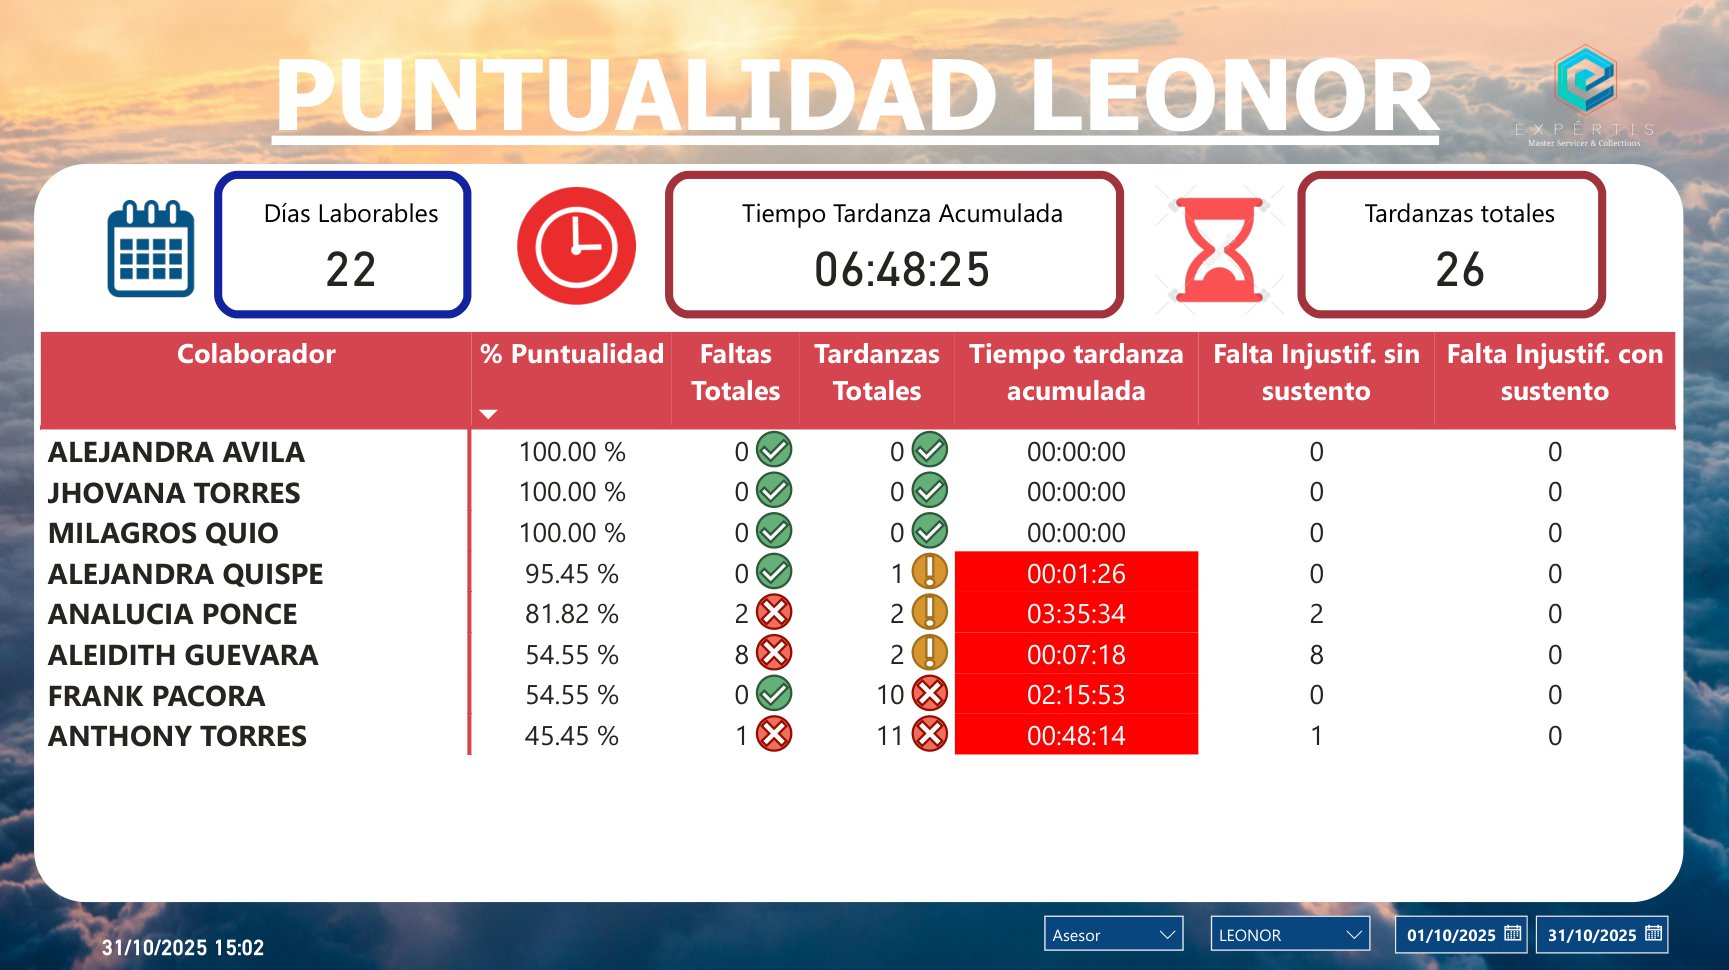 PUNTUALIDAD LEONOR
EXPÉRTIS
Master Servicer & Collections
Días Laborables
22
Tiempo Tardanza Acumulada
06:48:25
Tardanzas totales
26
Colaborador % Puntualidad Faltas Totales Tardanzas Totales Tiempo tardanza acumulada Falta Injustif. sin sustento Falta Injustif. con sustento
ALEJANDRA AVILA 100.00 % 0 0 00:00:00 0 0
JHOVANA TORRES 100.00 % 0 0 00:00:00 0 0
MILAGROS QUIO 100.00 % 0 0 00:00:00 0 0
ALEJANDRA QUISPE 95.45 % 0 1 00:01:26 0 0
ANALUCIA PONCE 81.82 % 2 2 03:35:34 2 0
ALEIDITH GUEVARA 54.55 % 8 2 00:07:18 8 0
FRANK PACORA 54.55 % 0 10 02:15:53 0 0
ANTHONY TORRES 45.45 % 1 11 00:48:14 1 0
31/10/2025 15:02
Asesor
LEONOR
01/10/2025
31/10/2025